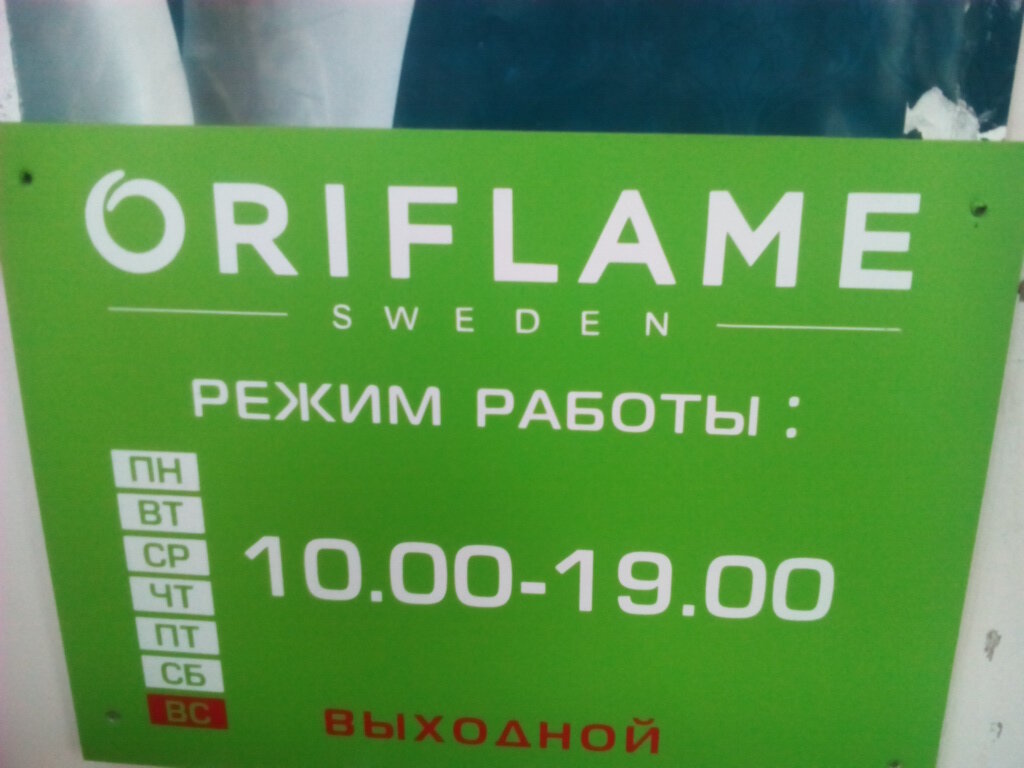 ORIFLAME
SWEDEN
РЕЖИМ РАБОТЫ :
ПН
ВТ
СР
ЧТ
ПТ
СБ
10.00-19.00
ВС
ВЫХОДНОЙ